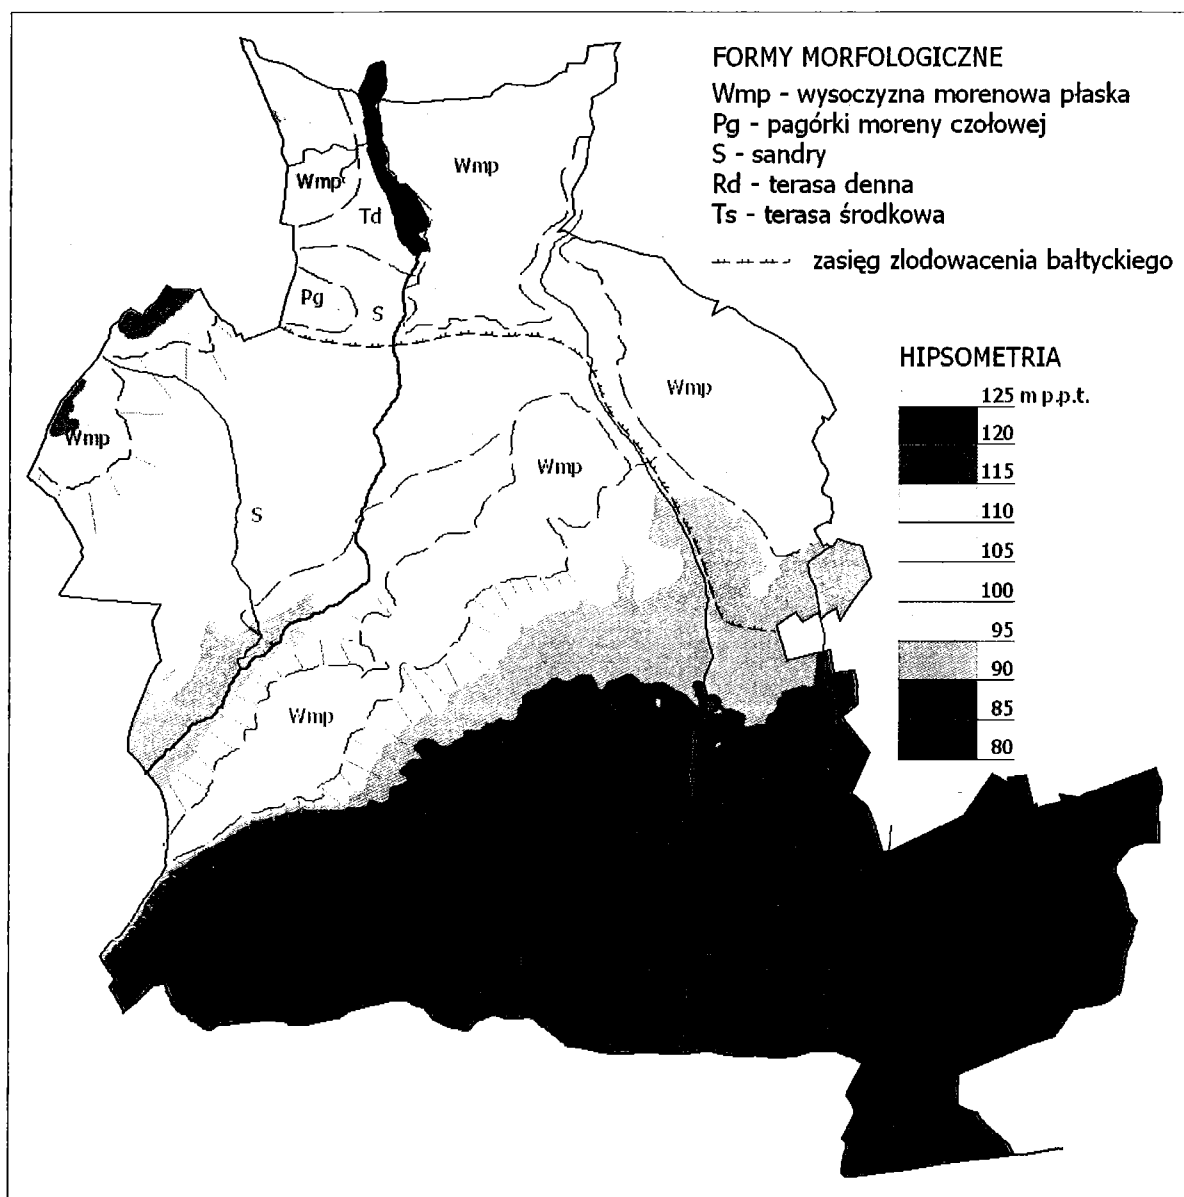 FORMY MORFOLOGICZNE
Wmp - wysoczyzna morenowa płaska
Pg - pagórki moreny czołowej
S - sandry
Rd - terasa denna
Ts - terasa środkowa
zasięg zlodowacenia bałtyckiego
Wmp
Wmp
Td
Pg
S
HIPSOMETRIA
125 m p.p.t.
120
115
110
105
100
95
90
85
80
Wmp
Wmp
Wmp
S
Wmp